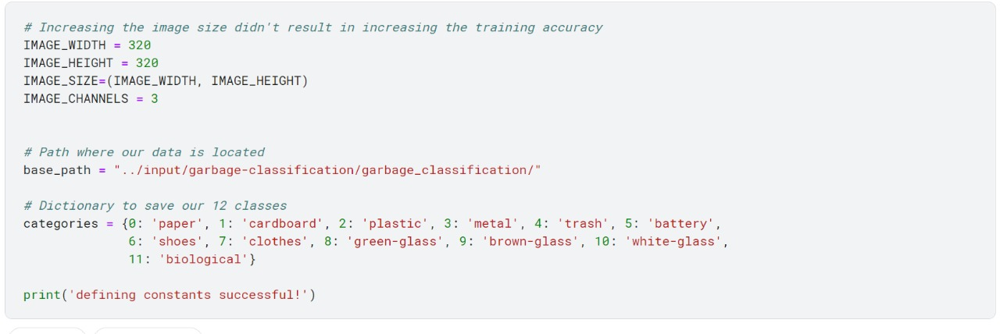 # Increasing the image size didn't result in increasing the training accuracy
IMAGE_WIDTH = 320
IMAGE_HEIGHT = 320
IMAGE_SIZE=(IMAGE_WIDTH, IMAGE_HEIGHT)
IMAGE_CHANNELS = 3
# Path where our data is located
base_path = "../input/garbage-classification/garbage_classification/"
# Dictionary to save our 12 classes
categories = {0: 'paper', 1: 'cardboard', 2: 'plastic', 3: 'metal', 4: 'trash', 5: 'battery',
6: 'shoes', 7: 'clothes', 8: 'green-glass', 9: 'brown-glass', 10: 'white-glass',
11: 'biological'}
print('defining constants successful!')